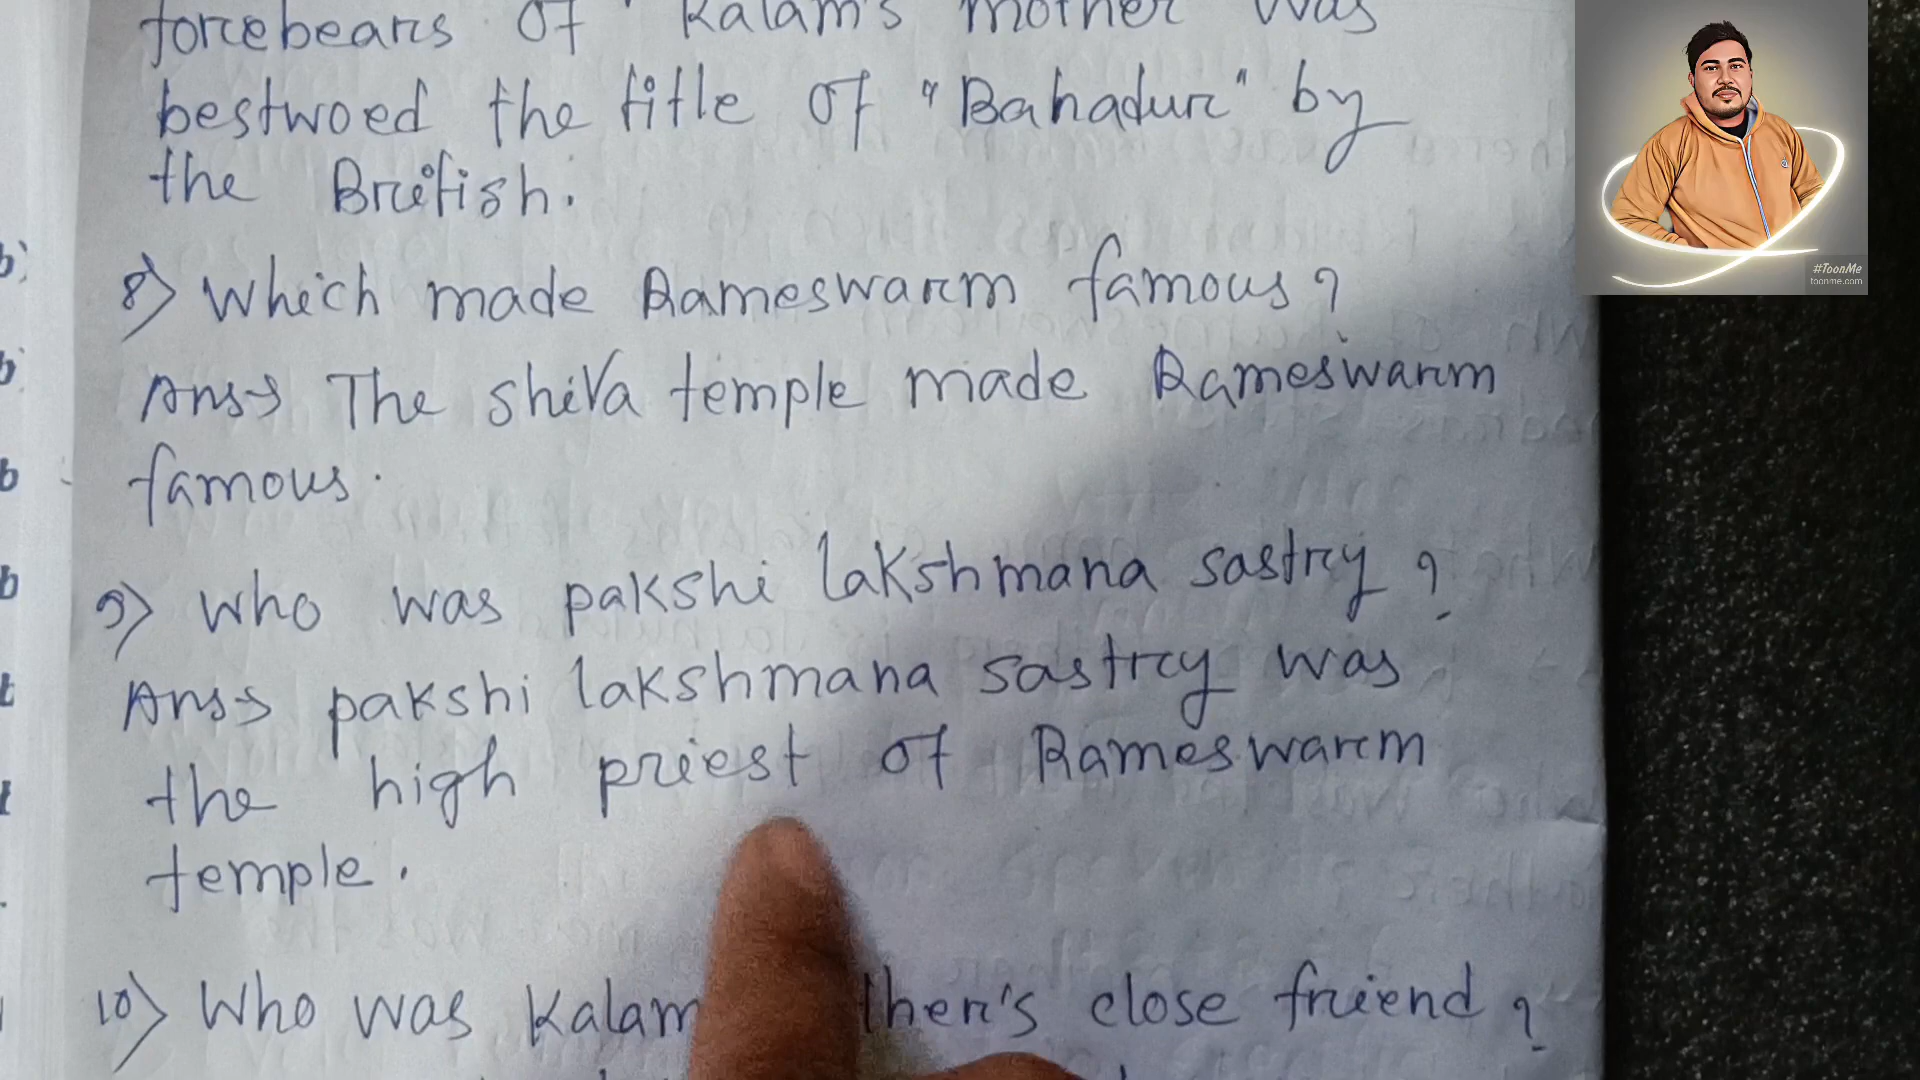 forebears of Kalam's mother was
bestwoed the title of "Bahadur" by
the British.
8) Which made Rameswarm famous?
Ans→ The shiva temple made Rameswarm
famous.
9) Who was pakshi lakshmana sastry?
Ans→ pakshi lakshmana sastry was
the high priest of Rameswarm
temple.
10) Who was Kalam ther's close friend?
#ToonMe
toonme.com